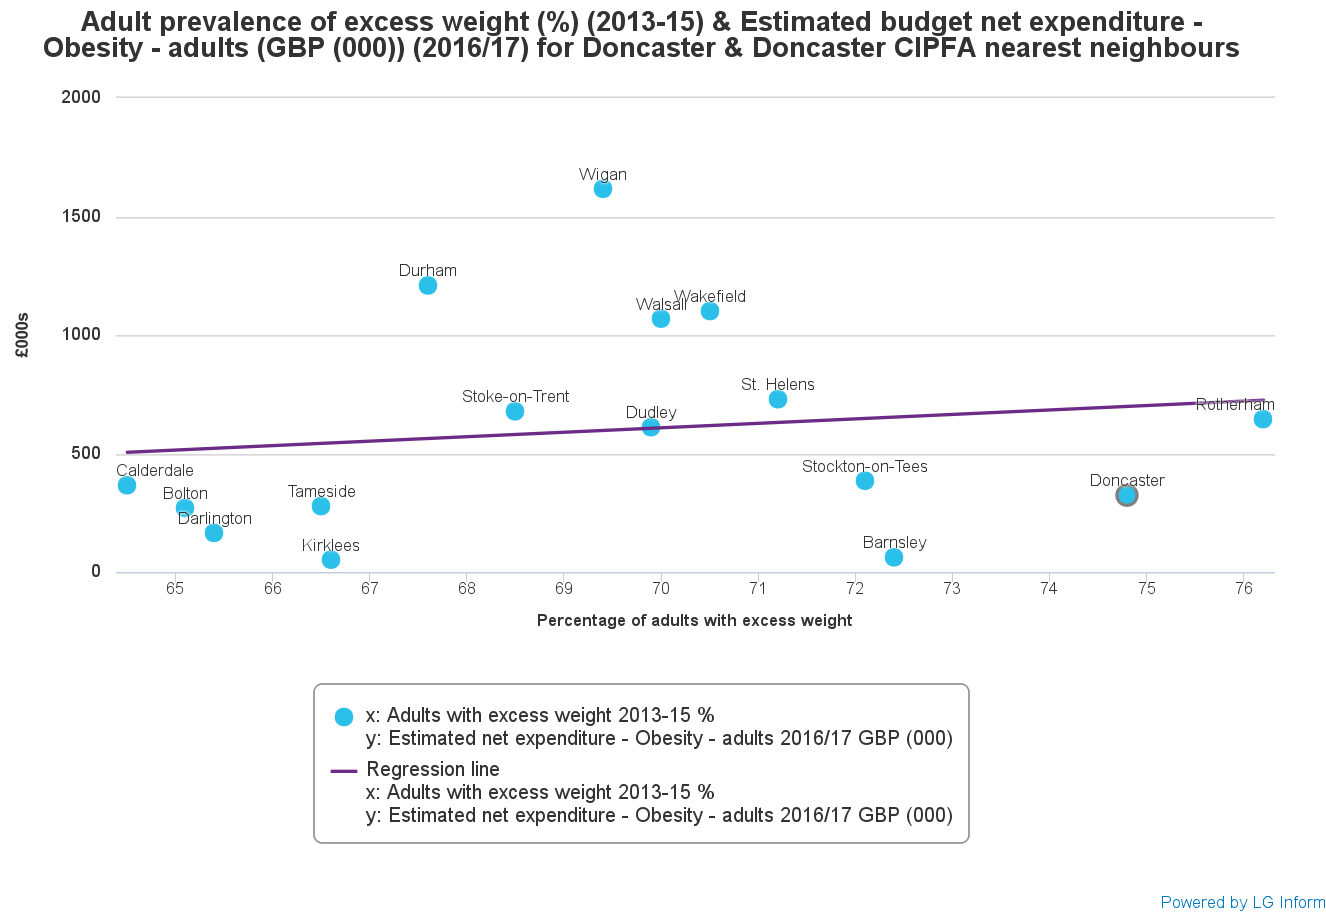 Adult prevalence of excess weight (%) (2013-15) & Estimated budget net expenditure -
Obesity - adults (GBP (000)) (2016/17) for Doncaster & Doncaster CIPFA nearest neighbours
2000
Wigan
1500
Durham
Wakefield
Walsall
1000
£000s
St. Helens
Stoke-on-Trent
Rotherham
Dudley
500
Stockton-on-Tees
Calderdale
Doncaster
Bolton
Tameside
Darlington
Barnsley
Kirklees
0
65 66 67 68 69 70 71 72 73 74 75 76
Percentage of adults with excess weight
x: Adults with excess weight 2013-15 %
y: Estimated net expenditure - Obesity - adults 2016/17 GBP (000)
Regression line
x: Adults with excess weight 2013-15 %
y: Estimated net expenditure - Obesity - adults 2016/17 GBP (000)
Powered by LG Inform